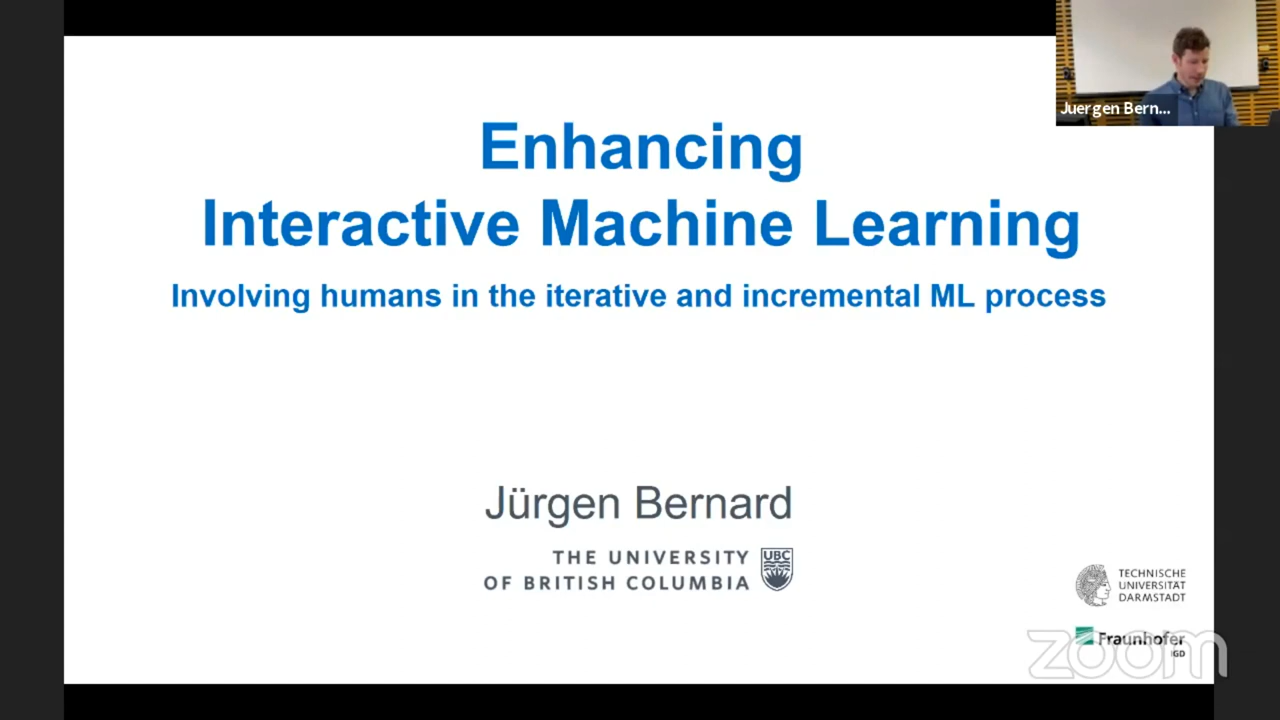 Juergen Bern...
Enhancing
Interactive Machine Learning
Involving humans in the iterative and incremental ML process
Jürgen Bernard
THE UNIVERSITY
OF BRITISH COLUMBIA
UBC
TECHNISCHE
UNIVERSITÄT
DARMSTADT
Fraunhofer
IGD
zoom